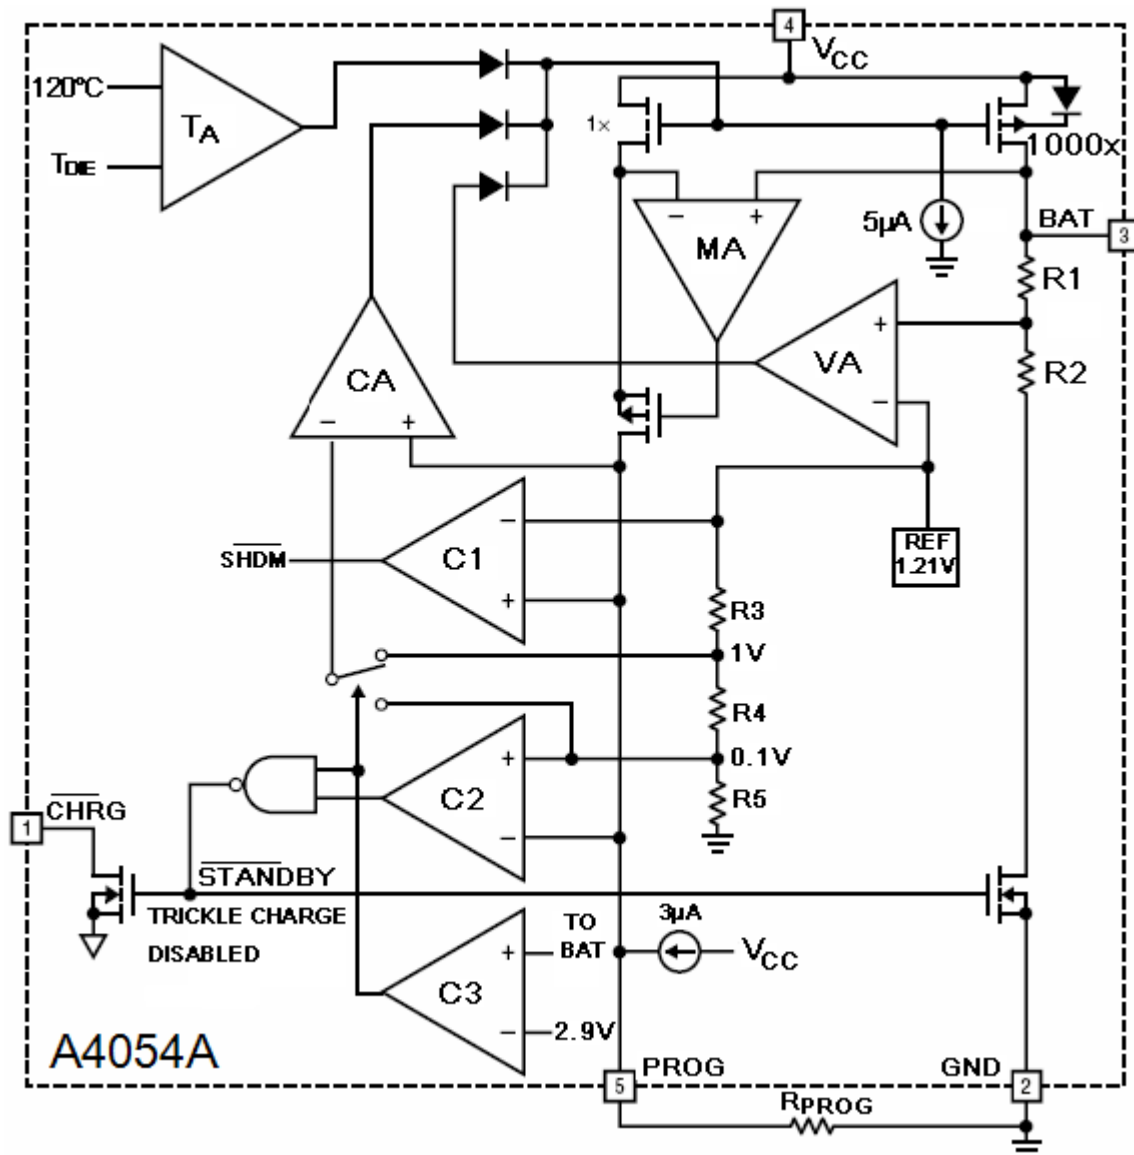 4
VCC
120°C
TA
TDIE
1×
1000x
5µA
BAT
3
− +
MA
R1
+
VA
−
R2
CA
− +
SHDM
−
C1
+
REF
1.21V
R3
1V
R4
0.1V
R5
+
C2
−
CHRG
1
STANDBY
TRICKLE CHARGE
DISABLED
3µA
VCC
TO
BAT
+
C3
−
2.9V
A4054A
PROG
5
GND
2
RPROG